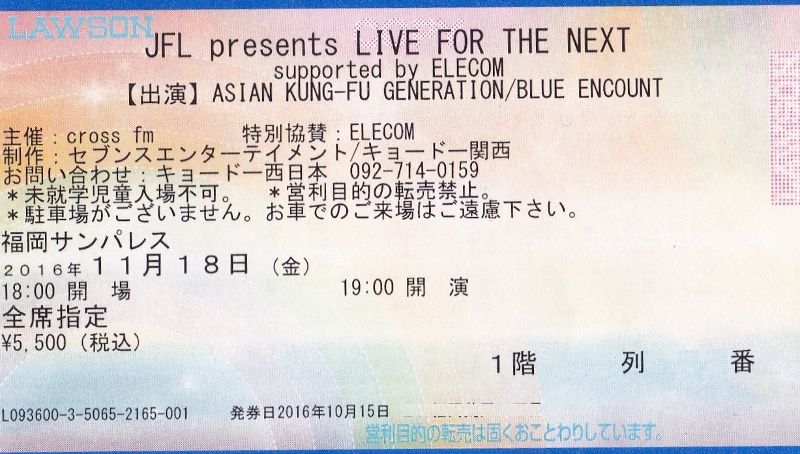 LAWSON
JFL presents LIVE FOR THE NEXT
supported by ELECOM
【出演】ASIAN KUNG-FU GENERATION/BLUE ENCOUNT
主催：cross fm 特別協賛：ELECOM
制作：セブンスエンターテイメント/キョードー関西
お問い合わせ：キョードー西日本 092-714-0159
＊未就学児童入場不可。 ＊営利目的の転売禁止。
＊駐車場がございません。お車でのご来場はご遠慮下さい。
福岡サンパレス
２０１６年 １１月１８日 （金）
18:00 開 場 19:00 開 演
全席指定
¥5,500（税込）
１階 列 番
L093600-3-5065-2165-001 発券日2016年10月15日
営利目的の転売は固くおことわりしています。